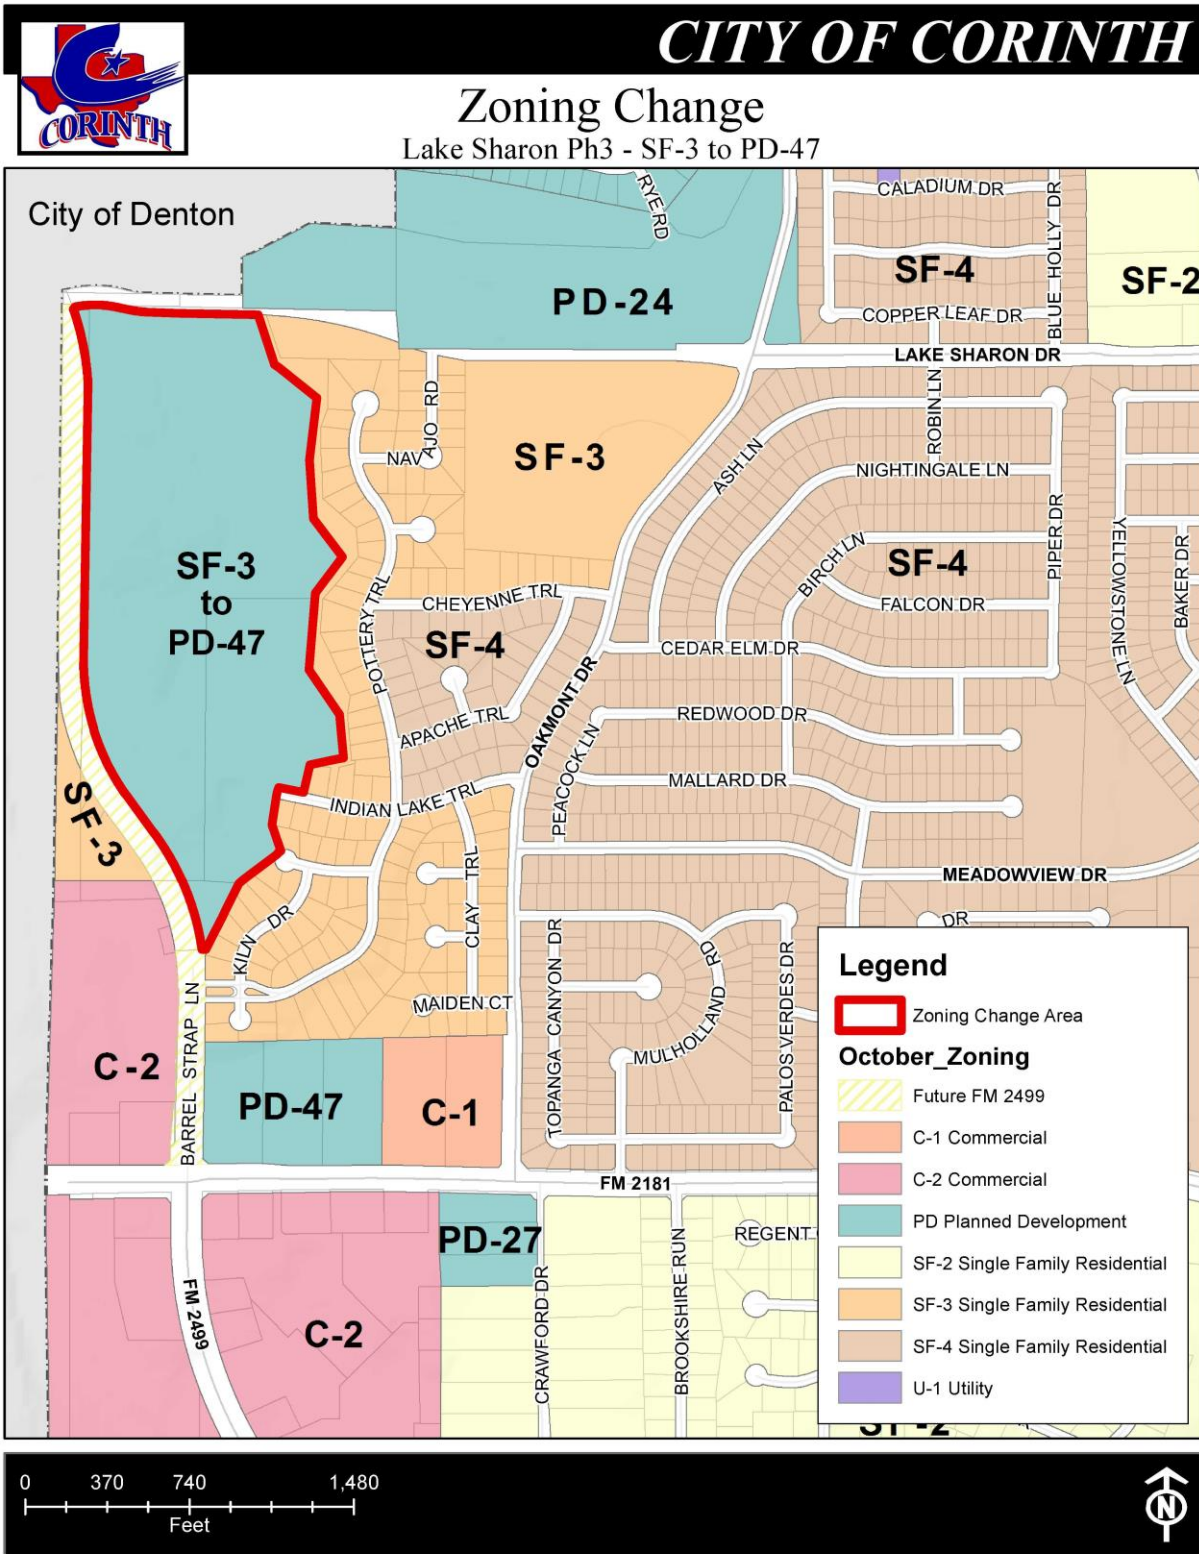 CITY OF CORINTH
CORINTH
Zoning Change
Lake Sharon Ph3 - SF-3 to PD-47
City of Denton
RYE RD
CALADIUM DR
BLUE HOLLY DR
SF-4
SF-2
PD-24
COPPER LEAF DR
LAKE SHARON DR
ROBIN LN
NAVAJO RD
SF-3
ASH LN
NIGHTINGALE LN
PIPER DR
YELLOWSTONE LN
BAKER DR
SF-3
to
PD-47
BIRCH LN
SF-4
FALCON DR
POTTERY TRL
CHEYENNE TRL
SF-4
CEDAR ELM DR
OAKMONT DR
APACHE TRL
REDWOOD DR
PEACOCK LN
MALLARD DR
INDIAN LAKE TRL
SF-3
CLAY TRL
MEADOWVIEW DR
KILN DR
DR
TOPANGA CANYON DR
MULHOLLAND RD
PALOS VERDES DR
MAIDEN CT
BARREL STRAP LN
C-2
PD-47
C-1
FM 2181
PD-27
REGENT
FM 2499
C-2
CRAWFORD DR
BROOKSHIRE RUN
SF-2
Legend
Zoning Change Area
October_Zoning
Future FM 2499
C-1 Commercial
C-2 Commercial
PD Planned Development
SF-2 Single Family Residential
SF-3 Single Family Residential
SF-4 Single Family Residential
U-1 Utility
0 370 740 1,480
Feet
N